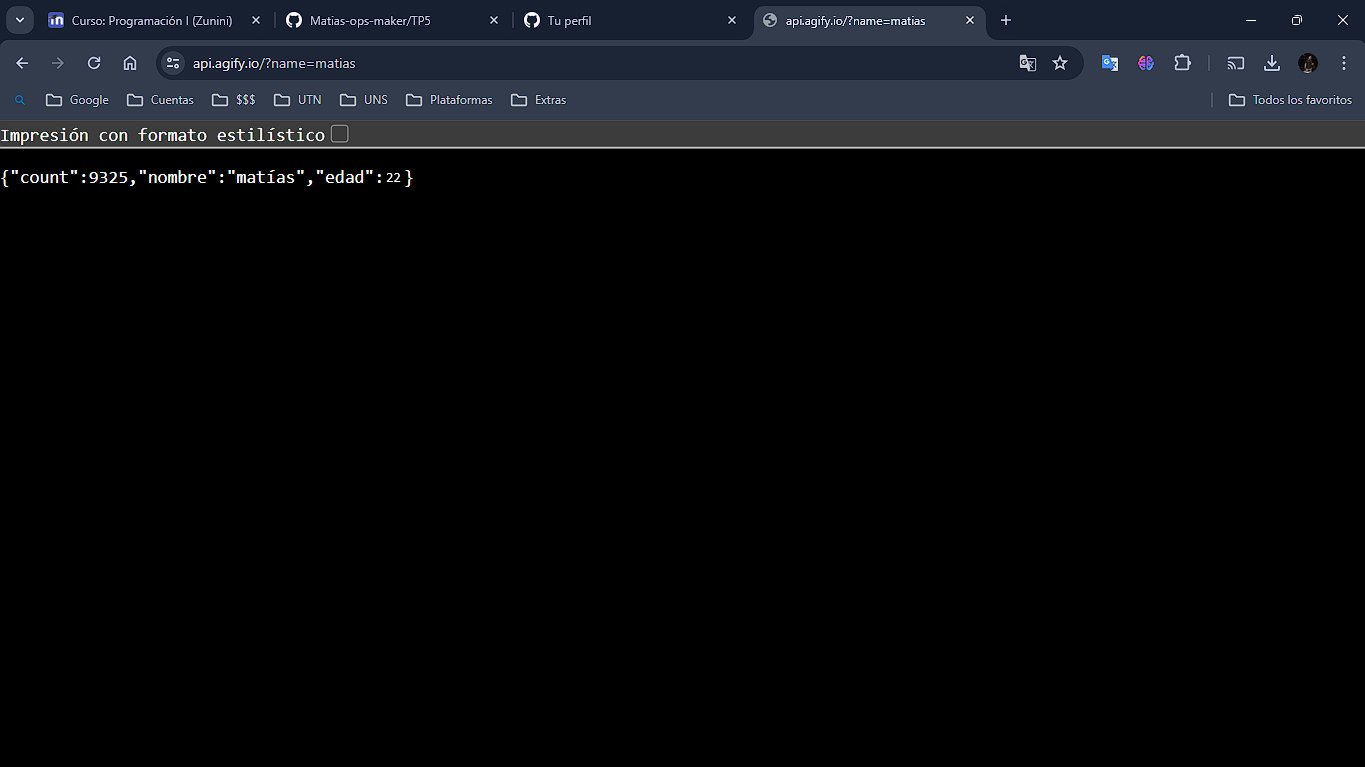 Curso: Programación I (Zunini)
Matias-ops-maker/TP5
Tu perfil
api.agify.io/?name=matias
api.agify.io/?name=matias
Google
Cuentas
$$$
UTN
UNS
Plataformas
Extras
Todos los favoritos
Impresión con formato estilístico
{"count":9325,"nombre":"matías","edad":22}